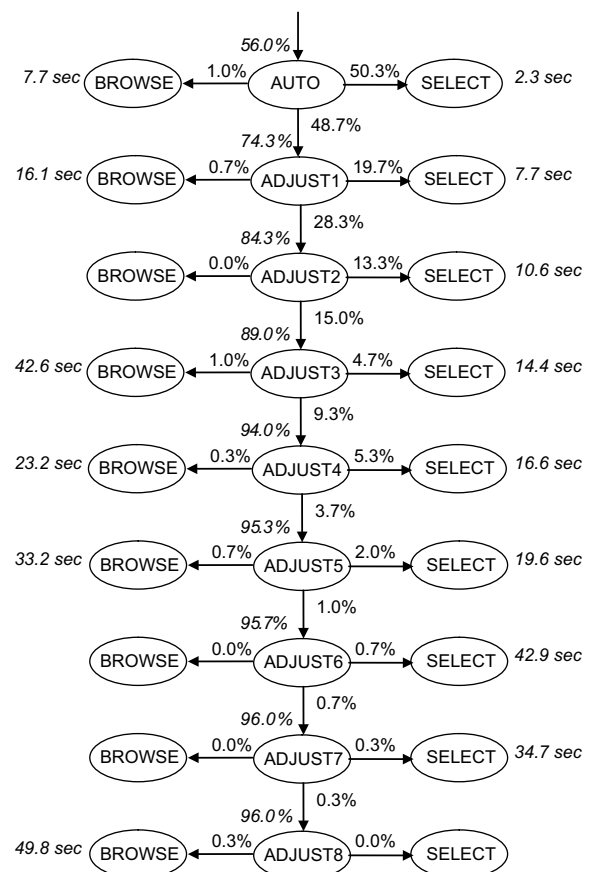 56.0%
7.7 sec BROWSE 1.0% AUTO 50.3% SELECT 2.3 sec
48.7%
74.3%
16.1 sec BROWSE 0.7% ADJUST1 19.7% SELECT 7.7 sec
28.3%
84.3%
BROWSE 0.0% ADJUST2 13.3% SELECT 10.6 sec
15.0%
89.0%
42.6 sec BROWSE 1.0% ADJUST3 4.7% SELECT 14.4 sec
9.3%
94.0%
23.2 sec BROWSE 0.3% ADJUST4 5.3% SELECT 16.6 sec
3.7%
95.3%
33.2 sec BROWSE 0.7% ADJUST5 2.0% SELECT 19.6 sec
1.0%
95.7%
BROWSE 0.0% ADJUST6 0.7% SELECT 42.9 sec
0.7%
96.0%
BROWSE 0.0% ADJUST7 0.3% SELECT 34.7 sec
0.3%
96.0%
49.8 sec BROWSE 0.3% ADJUST8 0.0% SELECT